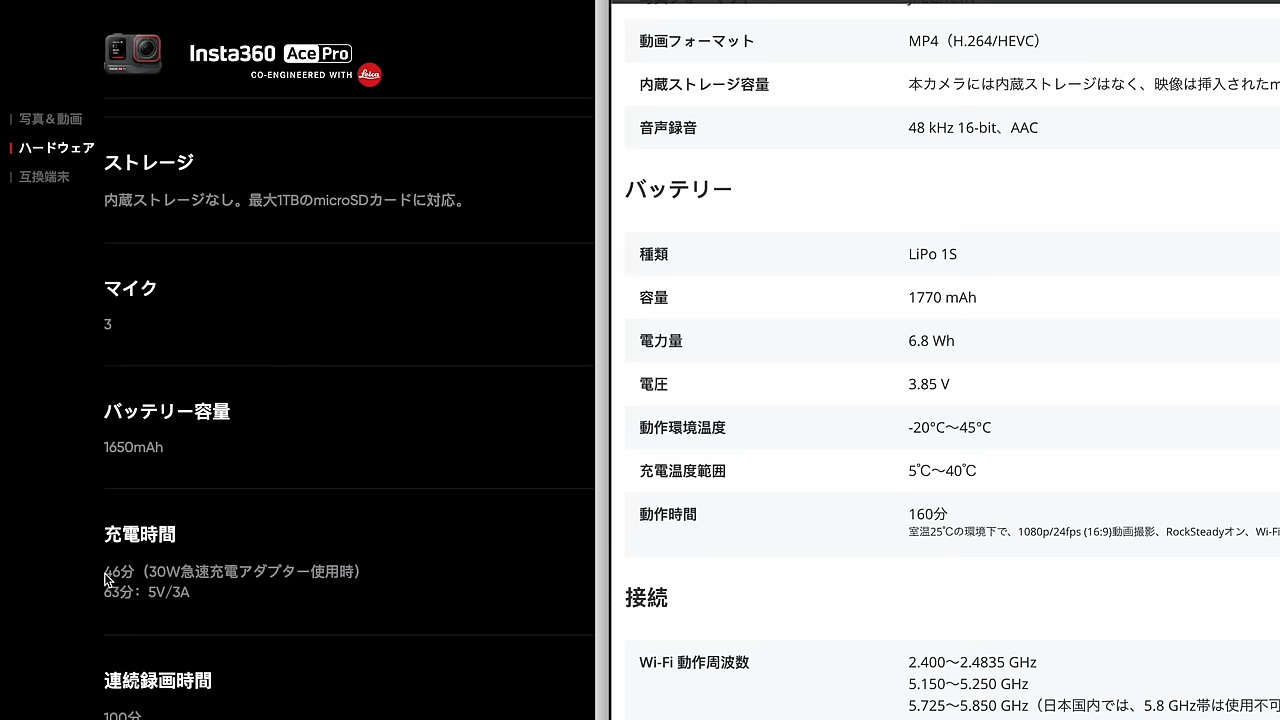 Insta360 Ace Pro
CO-ENGINEERED WITH Leica
写真&動画
ハードウェア
互換端末
ストレージ
内蔵ストレージなし。最大1TBのmicroSDカードに対応。
マイク
3
バッテリー容量
1650mAh
充電時間
46分（30W急速充電アダプター使用時）
63分：5V/3A
連続録画時間
100分
動画フォーマット
MP4（H.264/HEVC）
内蔵ストレージ容量
本カメラには内蔵ストレージはなく、映像は挿入されたm
音声録音
48 kHz 16-bit、AAC
バッテリー
種類
LiPo 1S
容量
1770 mAh
電力量
6.8 Wh
電圧
3.85 V
動作環境温度
-20°C～45°C
充電温度範囲
5℃～40℃
動作時間
160分
室温25℃の環境下で、1080p/24fps (16:9)動画撮影、RockSteadyオン、Wi-Fi
接続
Wi-Fi 動作周波数
2.400～2.4835 GHz
5.150～5.250 GHz
5.725～5.850 GHz（日本国内では、5.8 GHz帯は使用不可